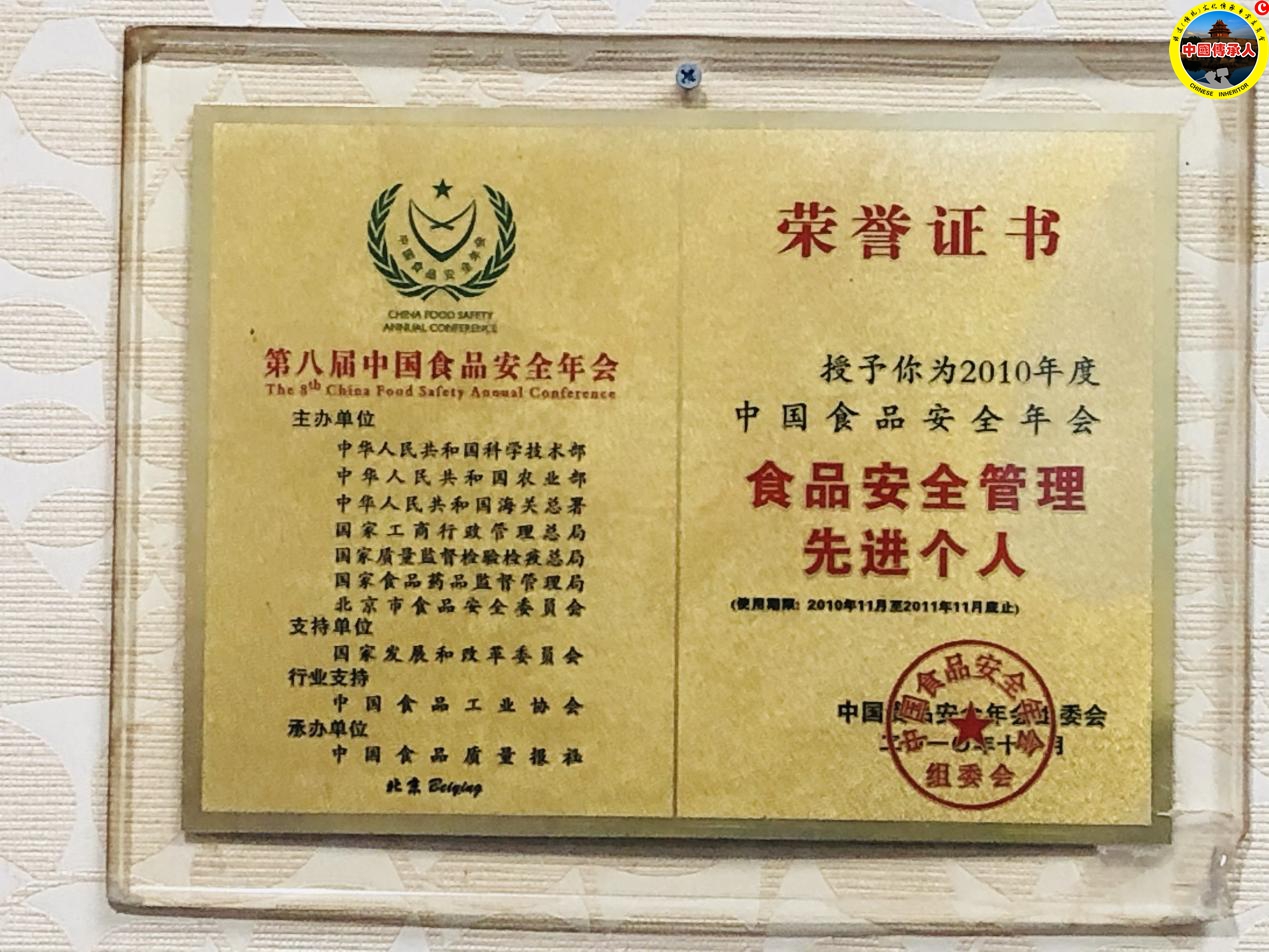 中國傳承人
CHINESE INHERITOR
中国食品安全年会
CHINA FOOD SAFETY
ANNUAL CONFERENCE
第八届中国食品安全年会
The 8th China Food Safety Annual Conference
主办单位
中华人民共和国科学技术部
中华人民共和国农业部
中华人民共和国海关总署
国家工商行政管理总局
国家质量监督检验检疫总局
国家食品药品监督管理局
北京市食品安全委员会
支持单位
国家发展和改革委员会
行业支持
中国食品工业协会
承办单位
中国食品质量报社
北京 Beijing
荣誉证书
授予你为2010年度
中国食品安全年会
食品安全管理
先进个人
(使用期限: 2010年11月至2011年11月底止)
中国食品安全年会组委会
中国食品安全年会
组委会